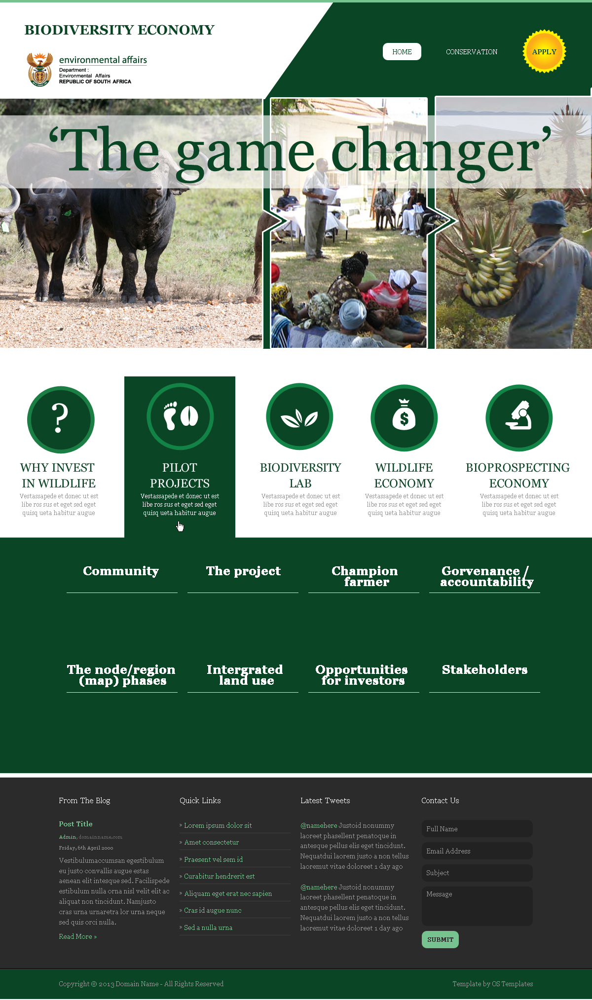 BIODIVERSITY ECONOMY
environmental affairs
Department :
Environmental Affairs
REPUBLIC OF SOUTH AFRICA
HOME
CONSERVATION
APPLY
‘The game changer’
?
WHY INVEST
IN WILDLIFE
Vestassapede et donec ut est
libe ros sus et eget sed eget
quisq ueta habitur augue
PILOT
PROJECTS
Vestassapede et donec ut est
libe ros sus et eget sed eget
quisq ueta habitur augue
BIODIVERSITY
LAB
Vestassapede et donec ut est
libe ros sus et eget sed eget
quisq ueta habitur augue
$
WILDLIFE
ECONOMY
Vestassapede et donec ut est
libe ros sus et eget sed eget
quisq ueta habitur augue
BIOPROSPECTING
ECONOMY
Vestassapede et donec ut est
libe ros sus et eget sed eget
quisq ueta habitur augue
Community
The project
Champion
farmer
Gorvenance /
accountability
The node/region
(map) phases
Intergrated
land use
Opportunities
for investors
Stakeholders
From The Blog
Post Title
Admin, domainname.com
Friday, 6th April 2000
Vestibulumaccumsan egestibulum
eu justo convallis augue estas
aenean elit intesque sed. Facilispede
estibulum nulla orna nisl velit elit ac
aliquat non tincidunt. Namjusto
cras urna urnaretra lor urna neque
sed quis orci nulla.
Read More »
Quick Links
» Lorem ipsum dolor sit
» Amet consectetur
» Praesent vel sem id
» Curabitur hendrerit est
» Aliquam eget erat nec sapien
» Cras id augue nunc
» Sed a nulla urna
Latest Tweets
@namehere Justoid nonummy
laoreet phasellent penatoque in
antesque pellus elis eget tincidunt.
Nequatdui laorem justo a non tellus
laoremut vitae doloreet 1 day ago
@namehere Justoid nonummy
laoreet phasellent penatoque in
antesque pellus elis eget tincidunt.
Nequatdui laorem justo a non tellus
laoremut vitae doloreet 1 day ago
Contact Us
Full Name
Email Address
Subject
Message
SUBMIT
Copyright © 2013 Domain Name - All Rights Reserved
Template by OS Templates